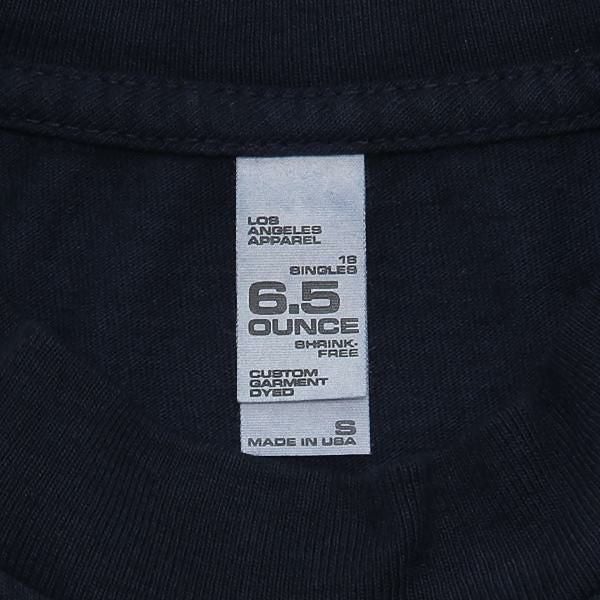 LOS
ANGELES
APPAREL
18
SINGLES
6.5
OUNCE
SHRINK-
FREE
CUSTOM
GARMENT
DYED
S
MADE IN USA